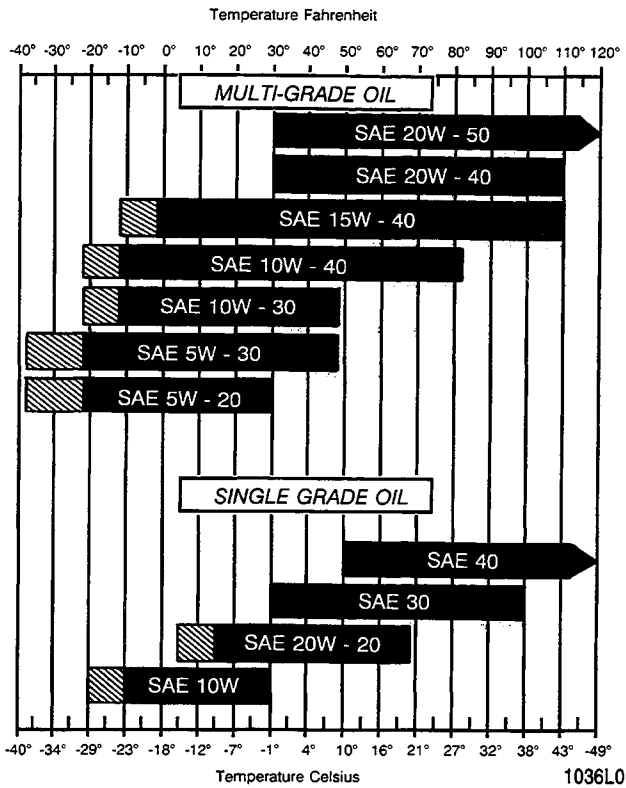 Temperature Fahrenheit
-40° -30° -20° -10° 0° 10° 20° 30° 40° 50° 60° 70° 80° 90° 100° 110° 120°
MULTI-GRADE OIL
SAE 20W - 50
SAE 20W - 40
SAE 15W - 40
SAE 10W - 40
SAE 10W - 30
SAE 5W - 30
SAE 5W - 20
SINGLE GRADE OIL
SAE 40
SAE 30
SAE 20W - 20
SAE 10W
-40° -34° -29° -23° -18° -12° -7° -1° 4° 10° 16° 21° 27° 32° 38° 43° -49°
Temperature Celsius
1036L0